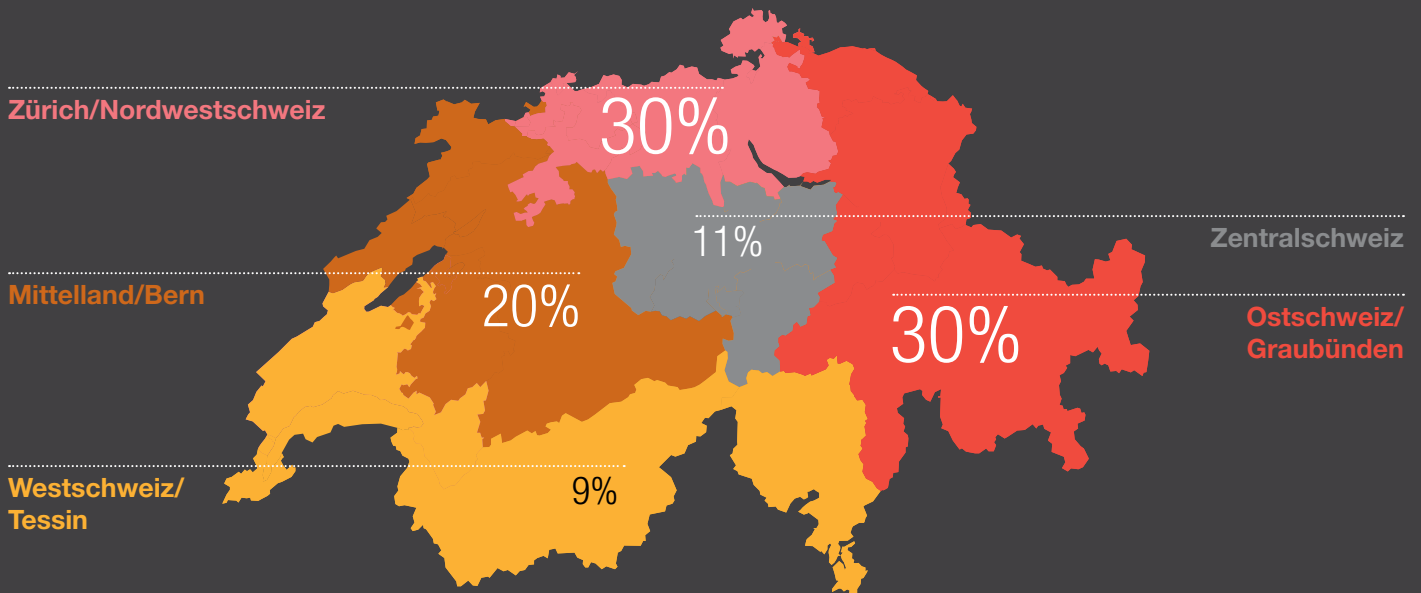 Zürich/Nordwestschweiz
30%
11%
Zentralschweiz
Mittelland/Bern
20%
30%
Ostschweiz/
Graubünden
Westschweiz/
Tessin
9%